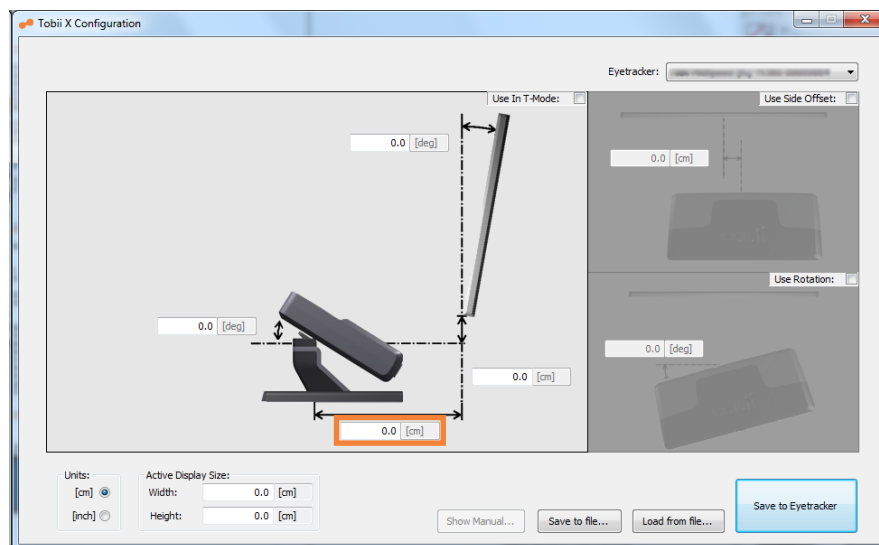 Tobii X Configuration
Eyetracker:
Use In T-Mode:
Use Side Offset:
0.0 [deg]
0.0 [cm]
Use Rotation:
0.0 [deg]
0.0 [deg]
0.0 [cm]
0.0 [cm]
Units:
[cm]
[inch]
Active Display Size:
Width: 0.0 [cm]
Height: 0.0 [cm]
Show Manual...
Save to file...
Load from file...
Save to Eyetracker